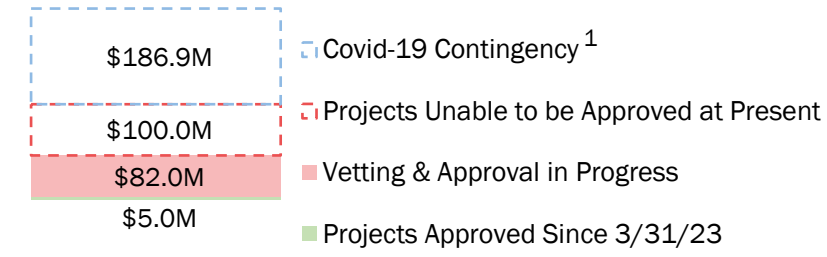 $186.9M
Covid-19 Contingency 1
$100.0M
Projects Unable to be Approved at Present
$82.0M
Vetting & Approval in Progress
$5.0M
Projects Approved Since 3/31/23